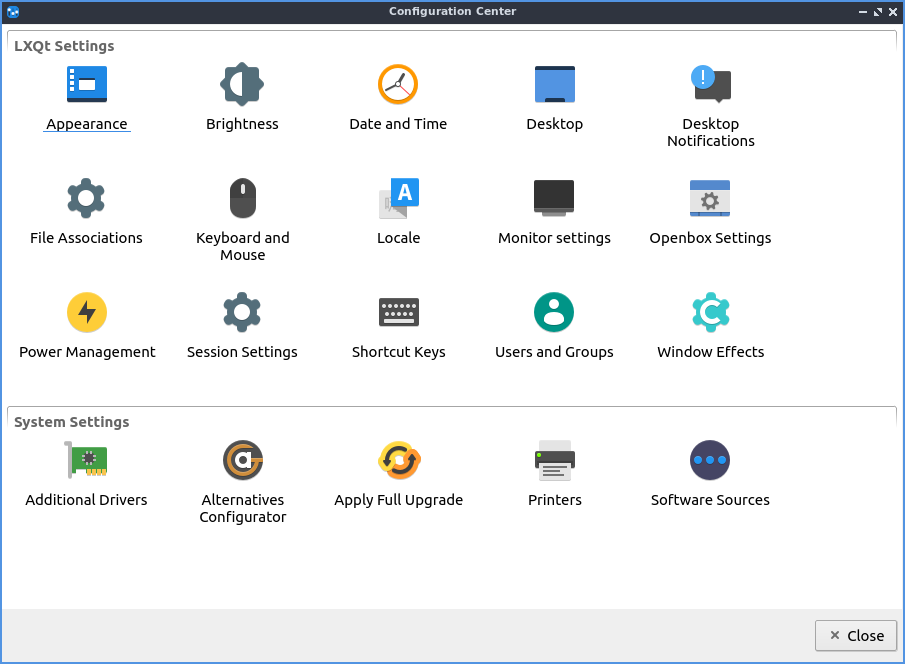 Configuration Center
LXQt Settings
Appearance
Brightness
Date and Time
Desktop
Desktop
Notifications
File Associations
Keyboard and
Mouse
Locale
Monitor settings
Openbox Settings
Power Management
Session Settings
Shortcut Keys
Users and Groups
Window Effects
System Settings
Additional Drivers
Alternatives
Configurator
Apply Full Upgrade
Printers
Software Sources
Close